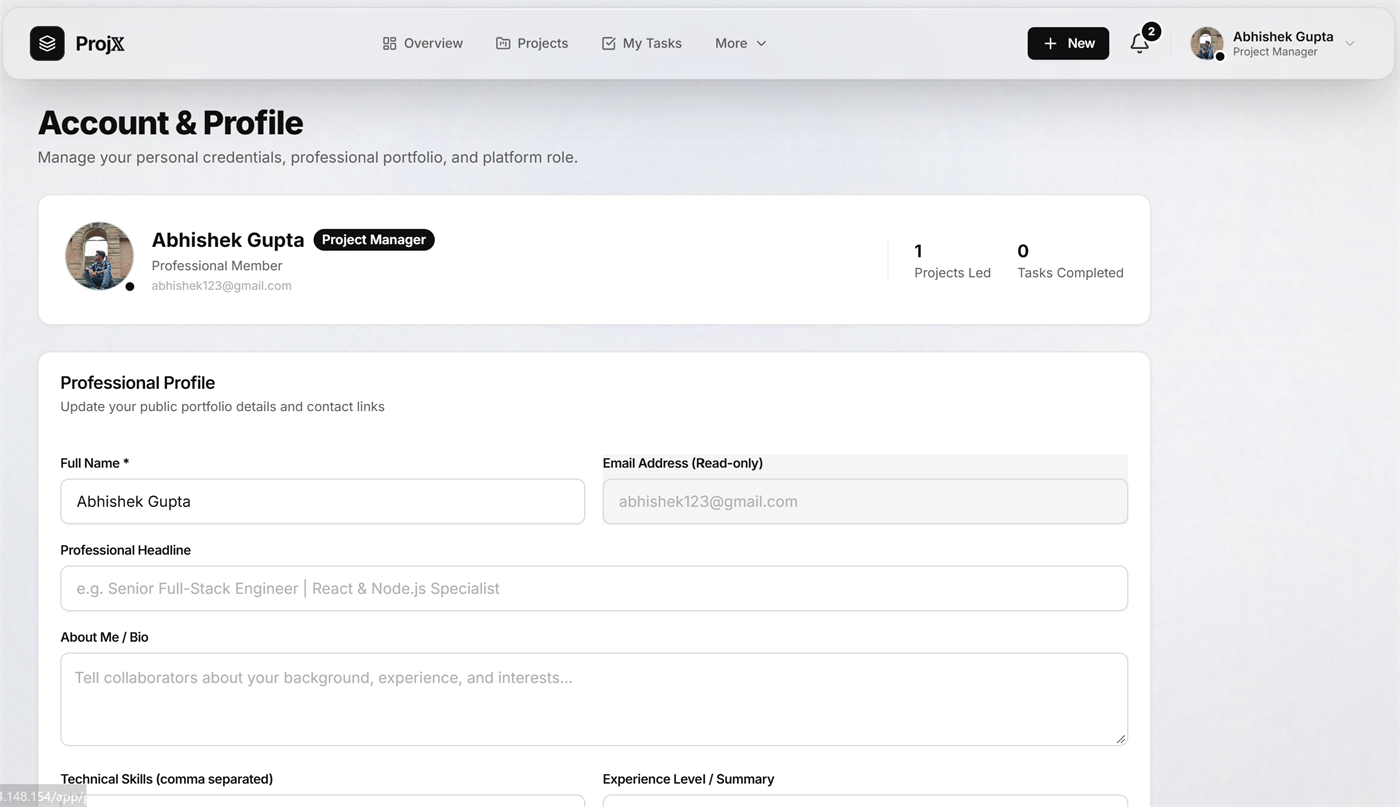 ProjX
Overview
Projects
My Tasks
More
New
2
Abhishek Gupta
Project Manager
Account & Profile
Manage your personal credentials, professional portfolio, and platform role.
Abhishek Gupta
Project Manager
Professional Member
abhishek123@gmail.com
1
Projects Led
0
Tasks Completed
Professional Profile
Update your public portfolio details and contact links
Full Name *
Abhishek Gupta
Email Address (Read-only)
abhishek123@gmail.com
Professional Headline
e.g. Senior Full-Stack Engineer | React & Node.js Specialist
About Me / Bio
Tell collaborators about your background, experience, and interests...
Technical Skills (comma separated)
Experience Level / Summary
.148.154/app/